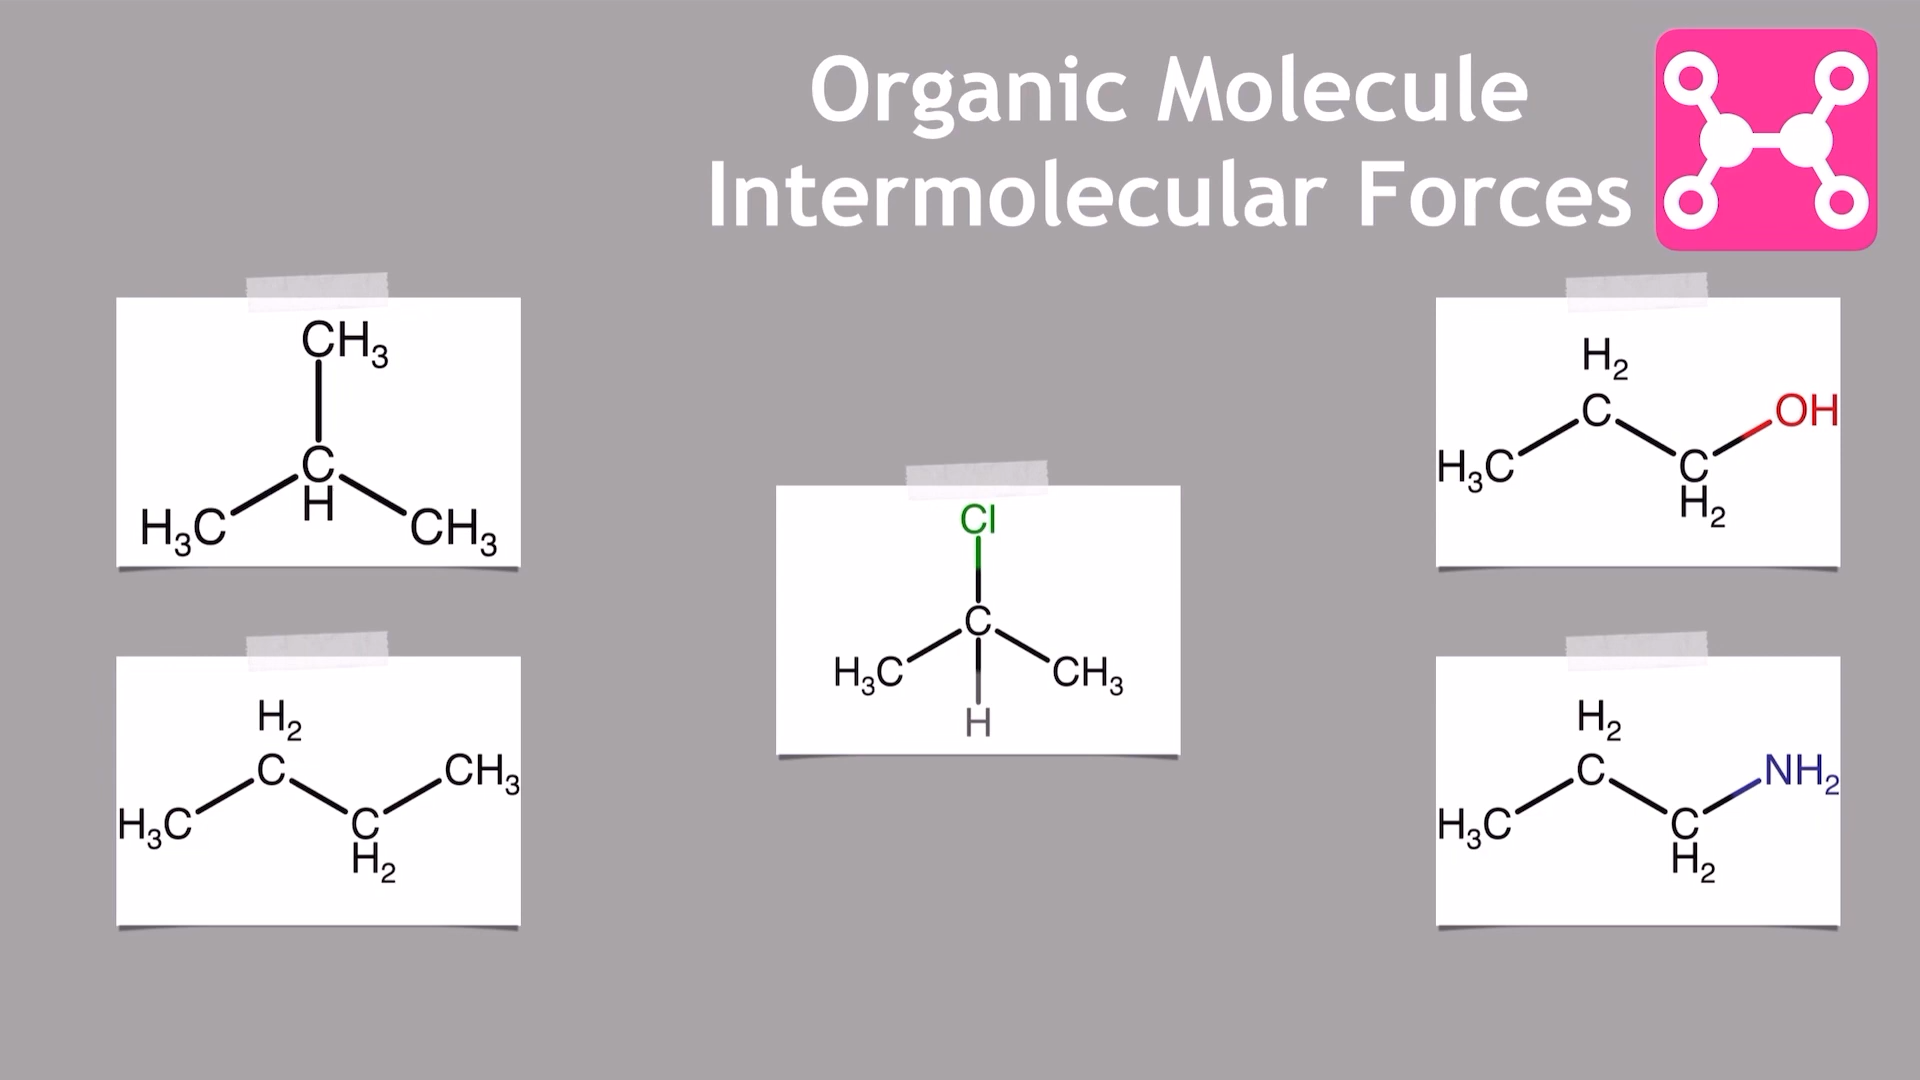 Organic Molecule
Intermolecular Forces
CH₃
C
H
H₃C
CH₃
H₂
C
CH₃
H₃C
C
H₂
Cl
C
H₃C
CH₃
H
H₂
C
OH
H₃C
C
H₂
H₂
C
NH₂
H₃C
C
H₂